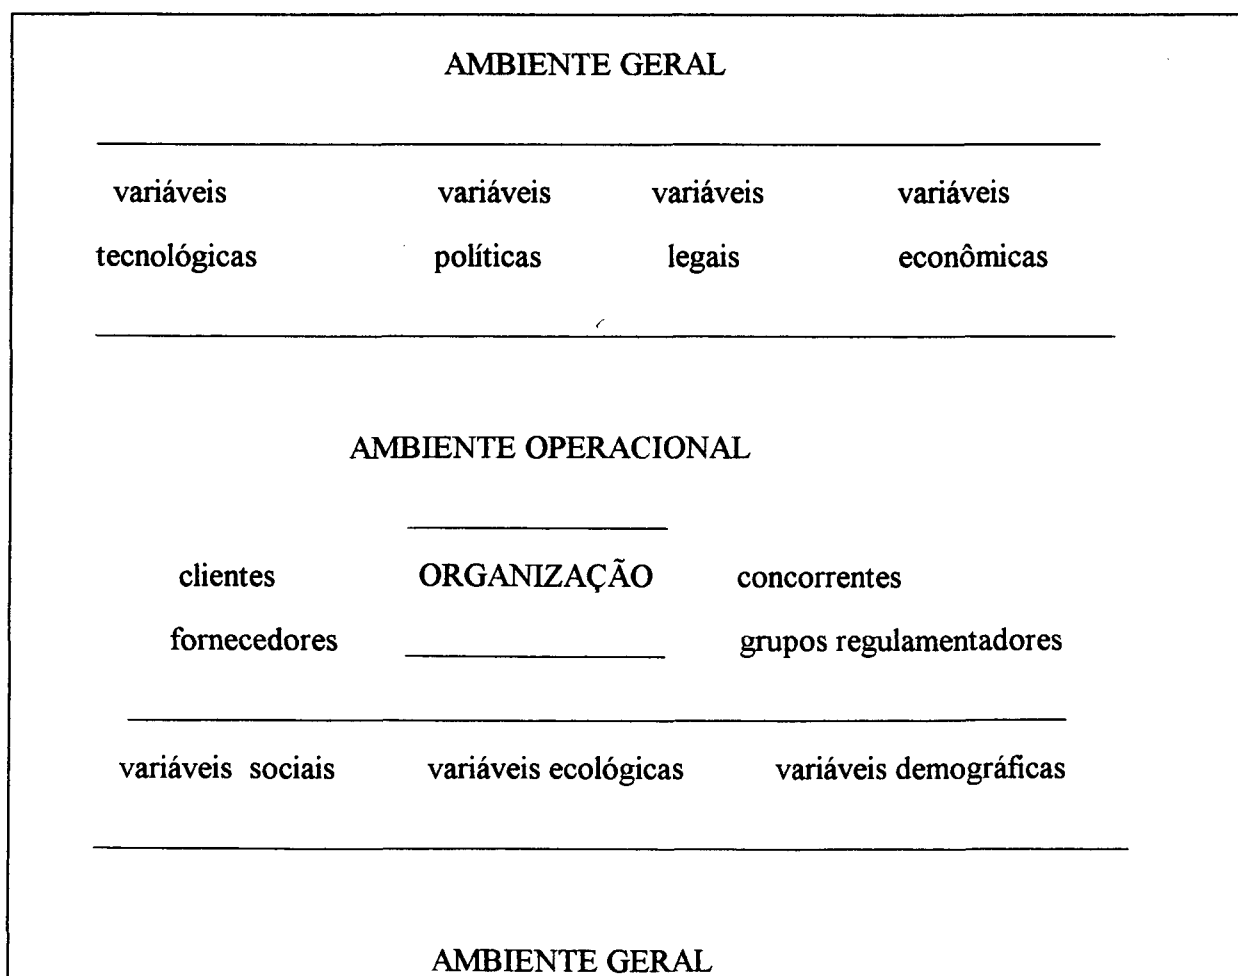 AMBIENTE GERAL
variáveis variáveis variáveis variáveis
tecnológicas políticas legais econômicas
AMBIENTE OPERACIONAL
clientes ORGANIZAÇÃO concorrentes
fornecedores grupos regulamentadores
variáveis sociais variáveis ecológicas variáveis demográficas
AMBIENTE GERAL